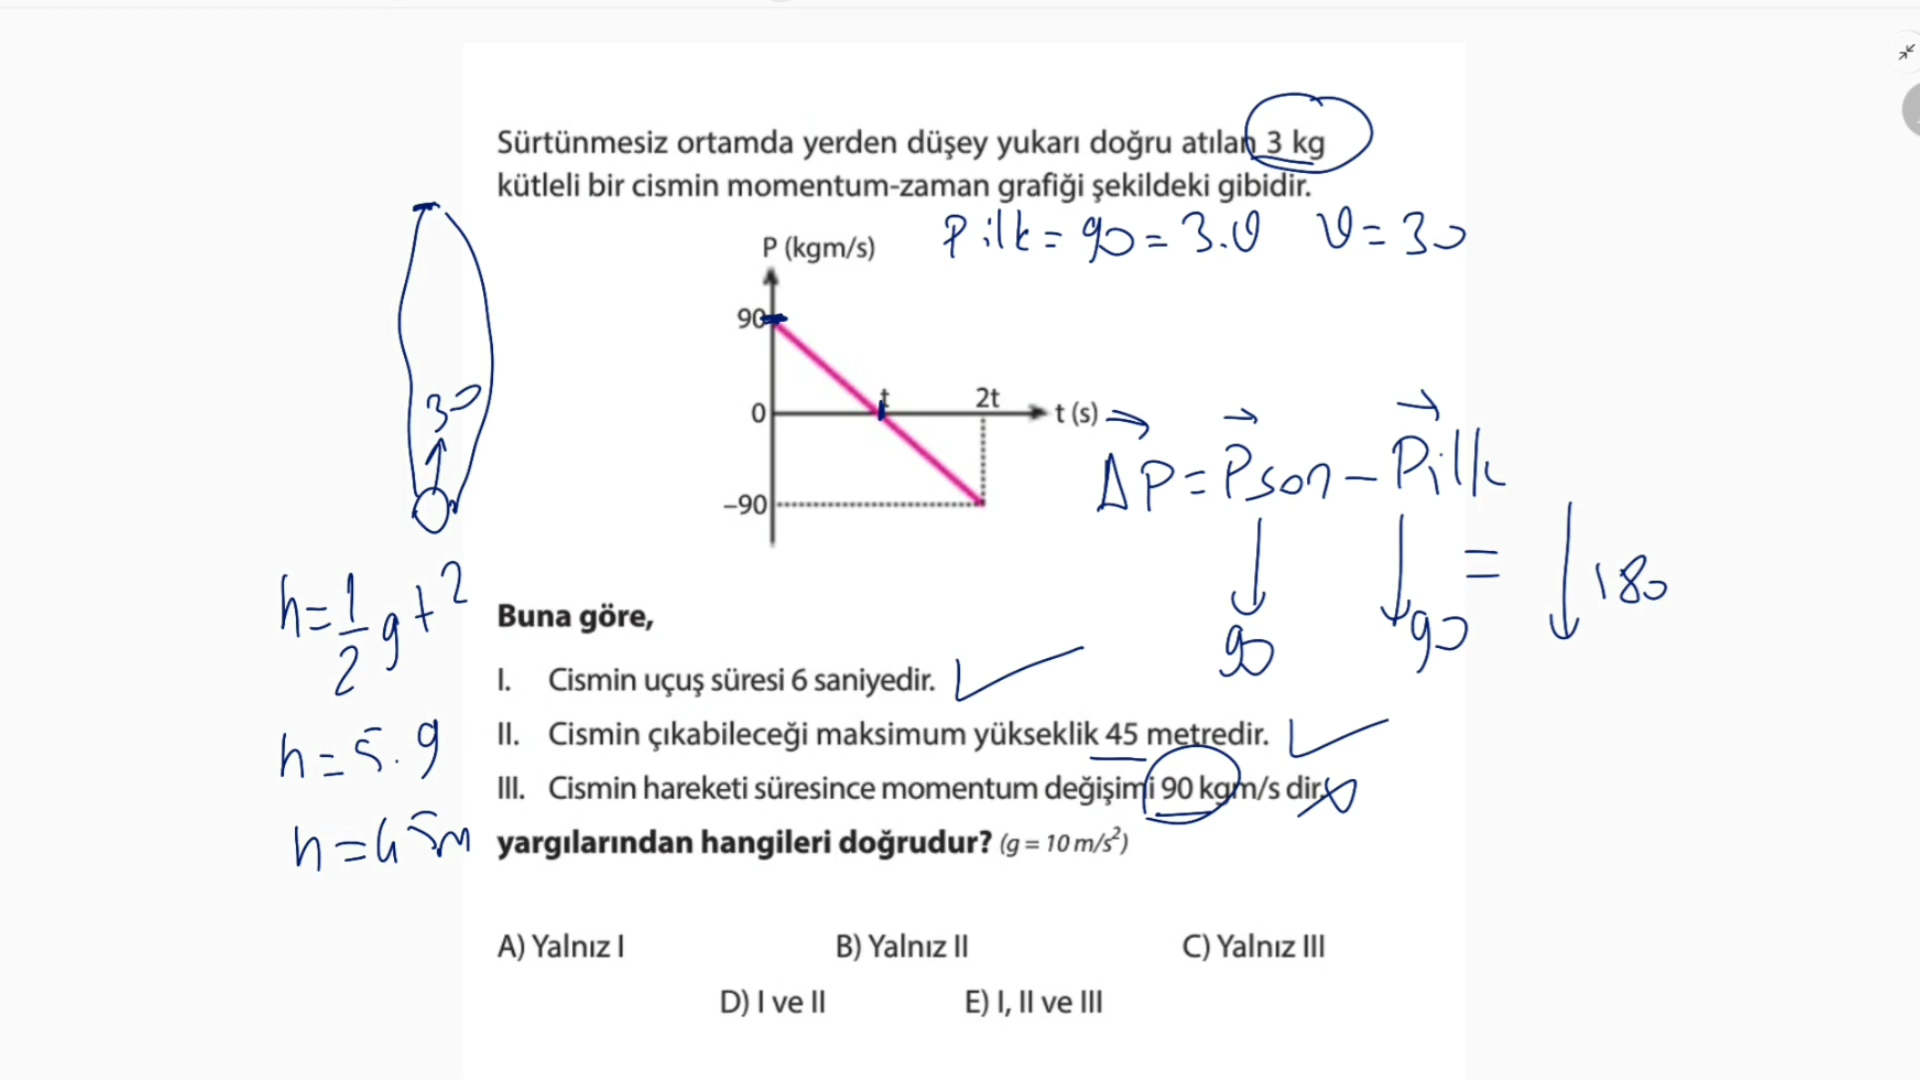 Sürtünmesiz ortamda yerden düşey yukarı doğru atılan 3 kg
kütleli bir cismin momentum-zaman grafiği şekildeki gibidir.
Pilk = 90 = 3.ϑ ϑ = 30
P (kgm/s)
90
t
2t
0
t (s)
-90
30
ΔP = Pson - Pilk
90
90
= 180
h = 1/2 gt²
h = 5.9
h = 45m
Buna göre,
I. Cismin uçuş süresi 6 saniyedir.
II. Cismin çıkabileceği maksimum yükseklik 45 metredir.
III. Cismin hareketi süresince momentum değişimi 90 kgm/s dir.
yargılarından hangileri doğrudur? (g = 10 m/s²)
A) Yalnız I
B) Yalnız II
C) Yalnız III
D) I ve II
E) I, II ve III